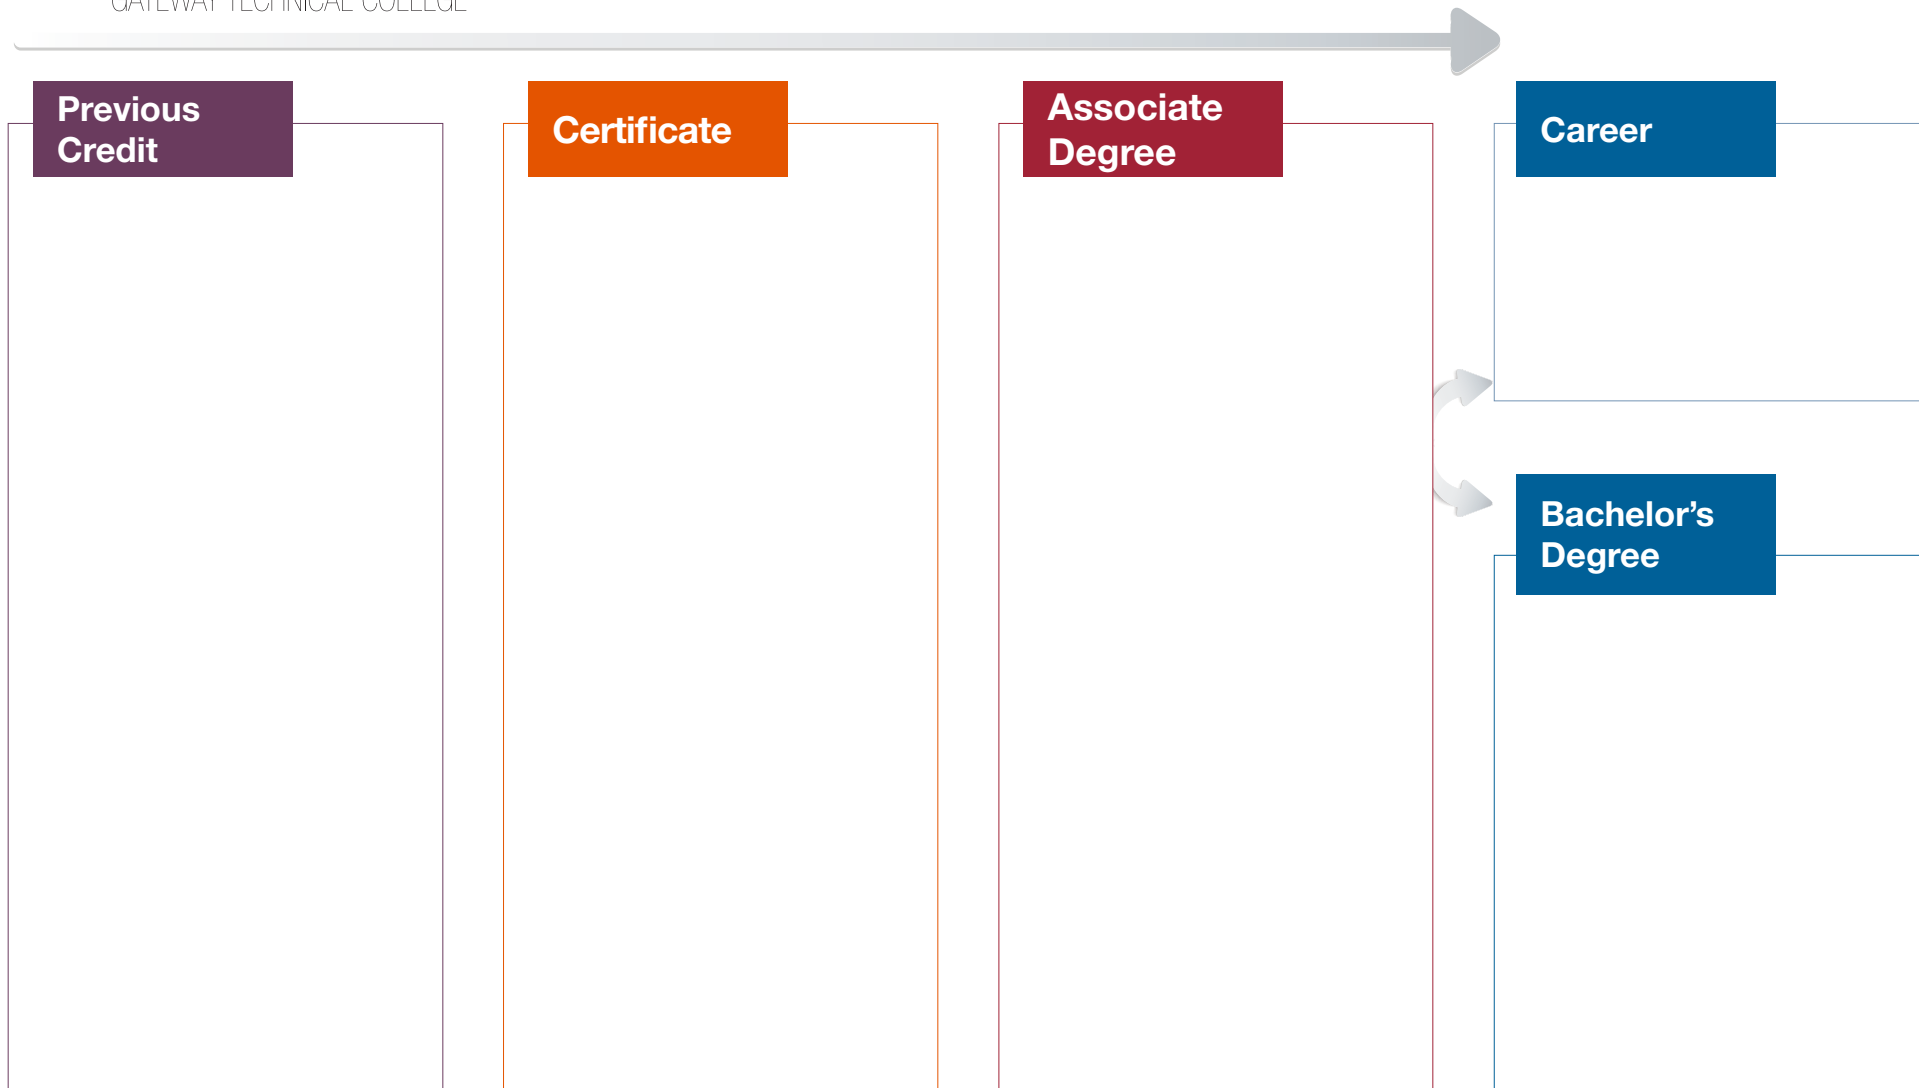 GATEWAY TECHNICAL COLLEGE
Previous
Credit
Certificate
Associate
Degree
Career
Bachelor’s
Degree